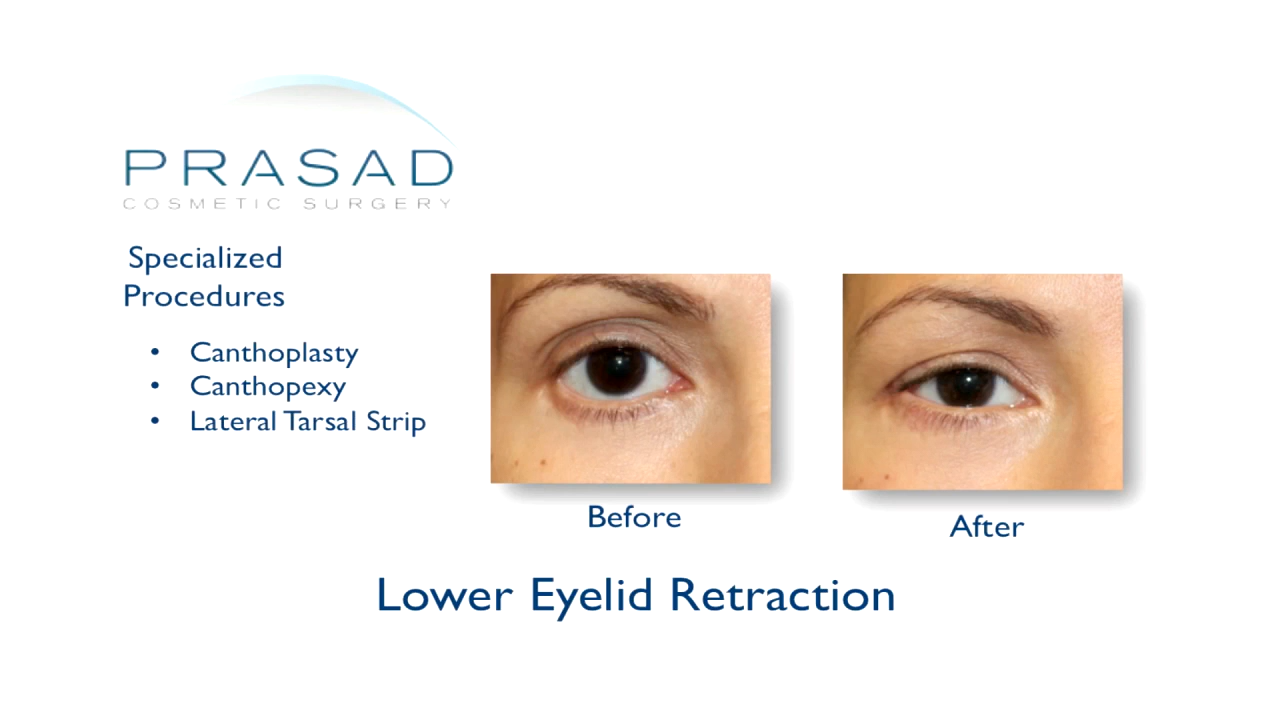 PRASAD
COSMETIC SURGERY
Specialized
Procedures
• Canthoplasty
• Canthopexy
• Lateral Tarsal Strip
Before
After
Lower Eyelid Retraction